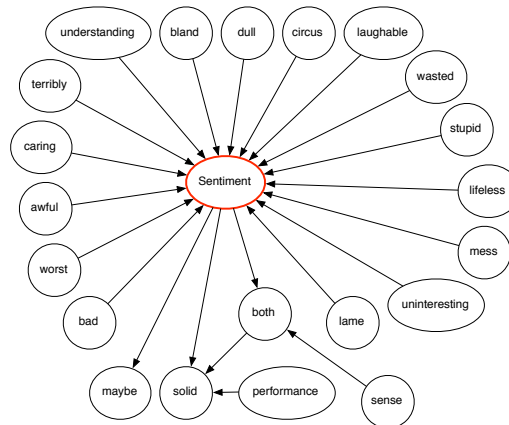 understanding
bland
dull
circus
laughable
terribly
wasted
caring
stupid
Sentiment
awful
lifeless
worst
mess
bad
both
lame
uninteresting
maybe
solid
performance
sense